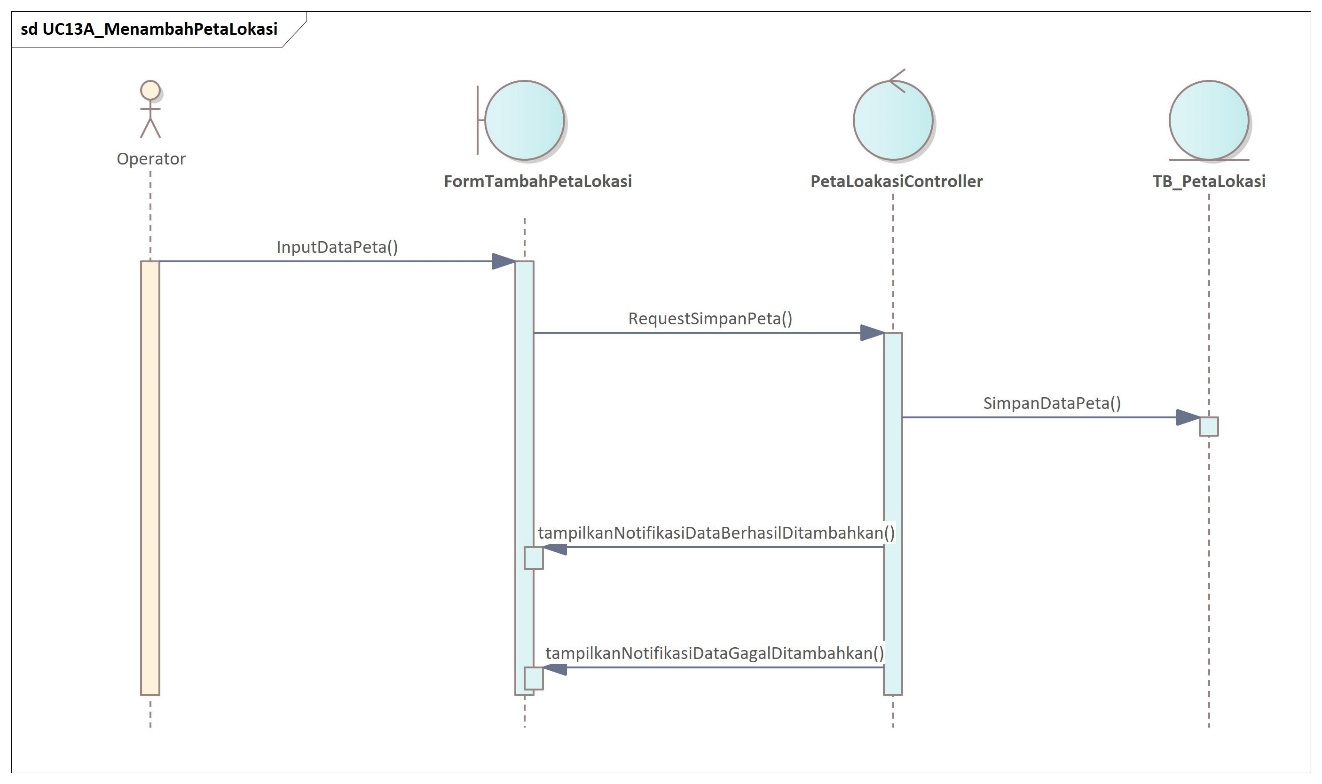 sd UC13A_MenambahPetaLokasi
Operator
FormTambahPetaLokasi
PetaLoakasiController
TB_PetaLokasi
InputDataPeta()
RequestSimpanPeta()
SimpanDataPeta()
tampilkanNotifikasiDataBerhasilDitambahkan()
tampilkanNotifikasiDataGagalDitambahkan()